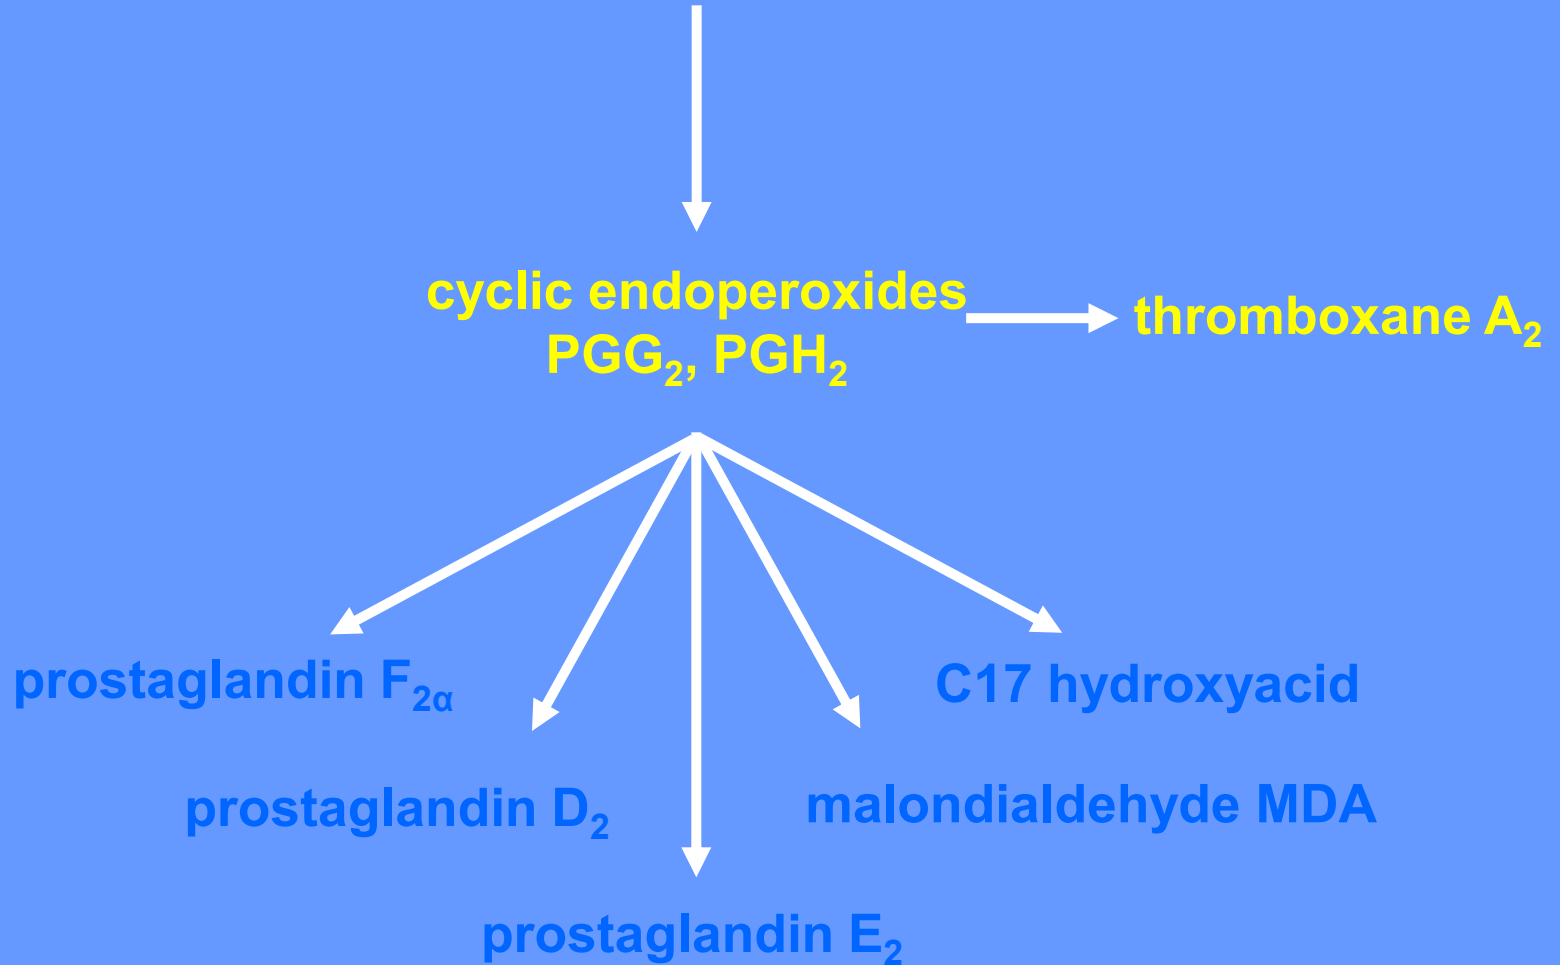 cyclic endoperoxides
PGG₂, PGH₂
thromboxane A₂
prostaglandin F₂α
C17 hydroxyacid
prostaglandin D₂
malondialdehyde MDA
prostaglandin E₂